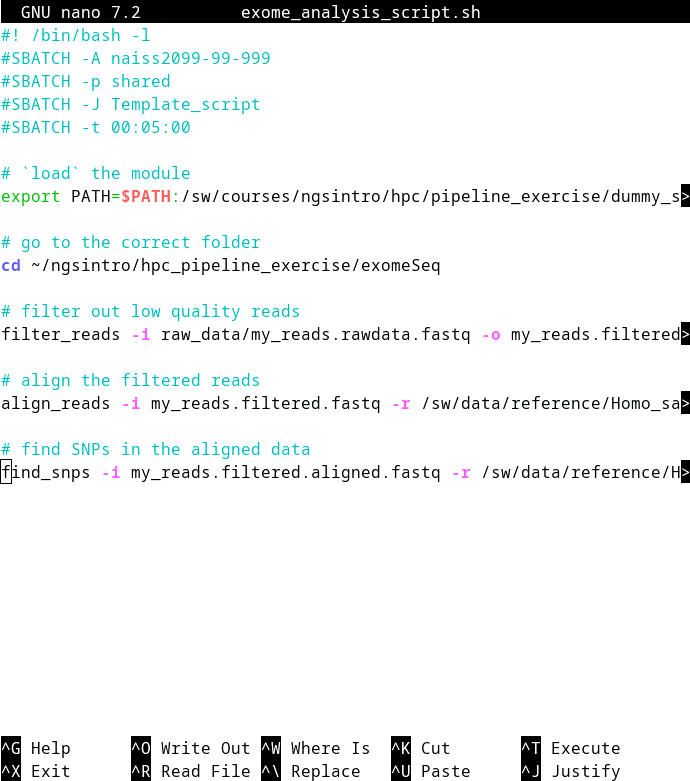 GNU nano 7.2 exome_analysis_script.sh
#! /bin/bash -l
#SBATCH -A naiss2099-99-999
#SBATCH -p shared
#SBATCH -J Template_script
#SBATCH -t 00:05:00
# `load` the module
export PATH=$PATH:/sw/courses/ngsintro/hpc/pipeline_exercise/dummy_s>
# go to the correct folder
cd ~/ngsintro/hpc_pipeline_exercise/exomeSeq
# filter out low quality reads
filter_reads -i raw_data/my_reads.rawdata.fastq -o my_reads.filtered>
# align the filtered reads
align_reads -i my_reads.filtered.fastq -r /sw/data/reference/Homo_sa>
# find SNPs in the aligned data
find_snps -i my_reads.filtered.aligned.fastq -r /sw/data/reference/H>
^G Help ^O Write Out ^W Where Is ^K Cut ^T Execute
^X Exit ^R Read File ^\ Replace ^U Paste ^J Justify